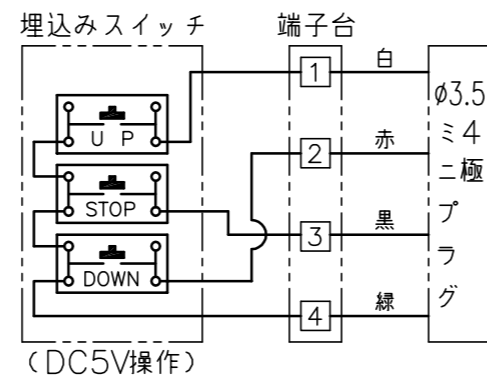 埋込みスイッチ
端子台
UP
STOP
DOWN
1
2
3
4
白
赤
黒
緑
φ3.5
ミニプラグ
4極
(DC5V操作)